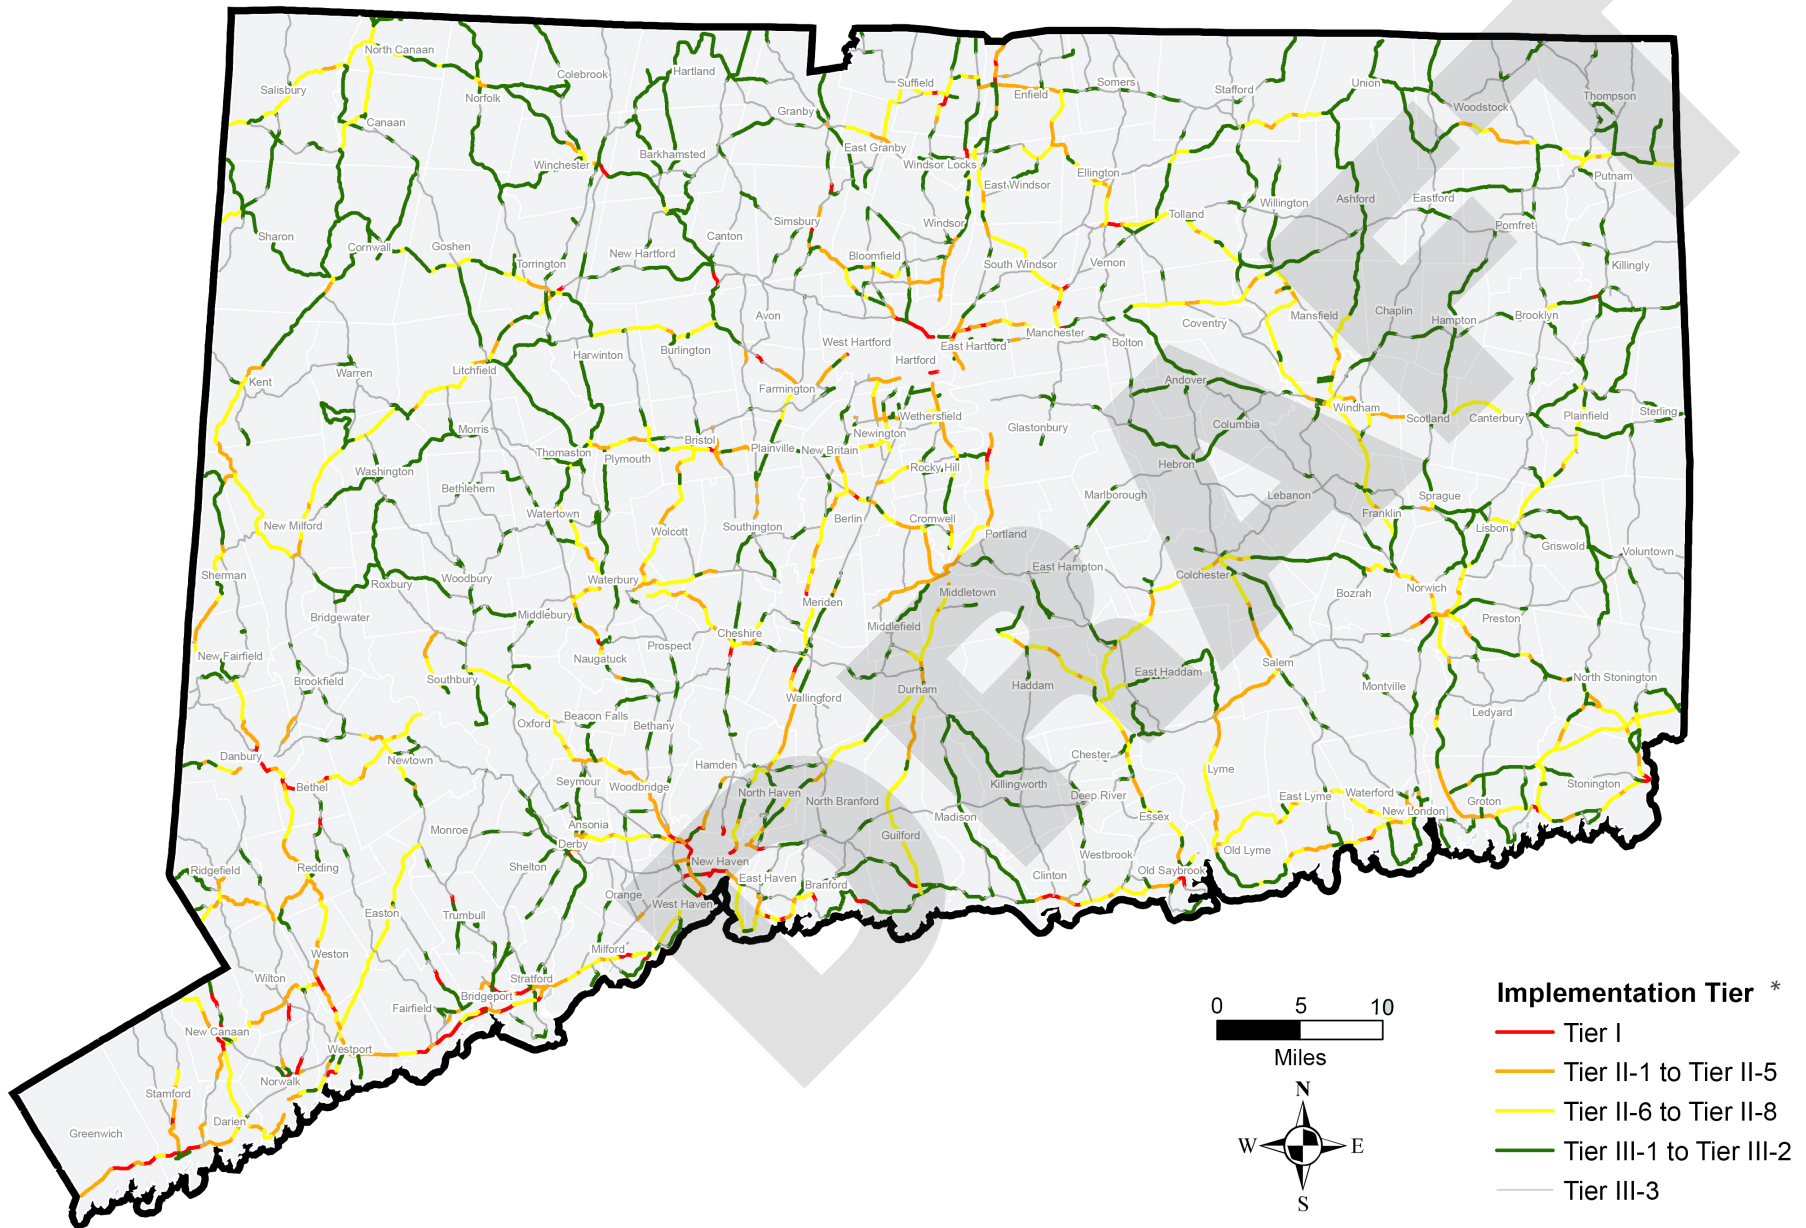 North Canaan
Colebrook
Hartland
Suffield
Somers
Union
Salisbury
Norfolk
Granby
Enfield
Stafford
Woodstock
Thompson
Canaan
Winchester
Barkhamsted
East Granby
Windsor Locks
East Windsor
Ellington
Putnam
Sharon
Cornwall
Goshen
Torrington
New Hartford
Canton
Simsbury
Bloomfield
Windsor
South Windsor
Vernon
Tolland
Willington
Ashford
Eastford
Pomfret
Killingly
Kent
Warren
Litchfield
Harwinton
Burlington
Avon
West Hartford
Hartford
East Hartford
Manchester
Bolton
Coventry
Mansfield
Chaplin
Hampton
Brooklyn
Farmington
Wethersfield
Newington
Glastonbury
Andover
Columbia
Windham
Scotland
Canterbury
Plainfield
Sterling
Morris
Washington
Bethlehem
Thomaston
Plymouth
Bristol
Plainville
New Britain
Rocky Hill
Hebron
Marlborough
Lebanon
Franklin
Sprague
Lisbon
Griswold
Voluntown
New Milford
Watertown
Wolcott
Southington
Berlin
Cromwell
Portland
East Hampton
Colchester
Bozrah
Norwich
Preston
Sherman
Roxbury
Woodbury
Waterbury
Bridgewater
Middlebury
Meriden
Middletown
Middlefield
Cheshire
Prospect
Naugatuck
New Fairfield
Brookfield
Southbury
Oxford
Beacon Falls
Bethany
Wallingford
Durham
Haddam
East Haddam
Salem
Montville
Ledyard
North Stonington
Danbury
Bethel
Newtown
Seymour
Woodbridge
Hamden
North Haven
North Branford
Killingworth
Chester
Deep River
Lyme
East Lyme
Waterford
New London
Groton
Stonington
Monroe
Ansonia
Derby
Shelton
Guilford
Madison
Essex
Westbrook
Old Saybrook
Old Lyme
Ridgefield
Redding
Easton
Trumbull
Orange
New Haven
West Haven
East Haven
Branford
Clinton
Weston
Wilton
Milford
Stratford
Bridgeport
Fairfield
New Canaan
Westport
Norwalk
Stamford
Darien
Greenwich
DRAFT
0 5 10
Miles
N
W E
S
Implementation Tier *
Tier I
Tier II-1 to Tier II-5
Tier II-6 to Tier II-8
Tier III-1 to Tier III-2
Tier III-3